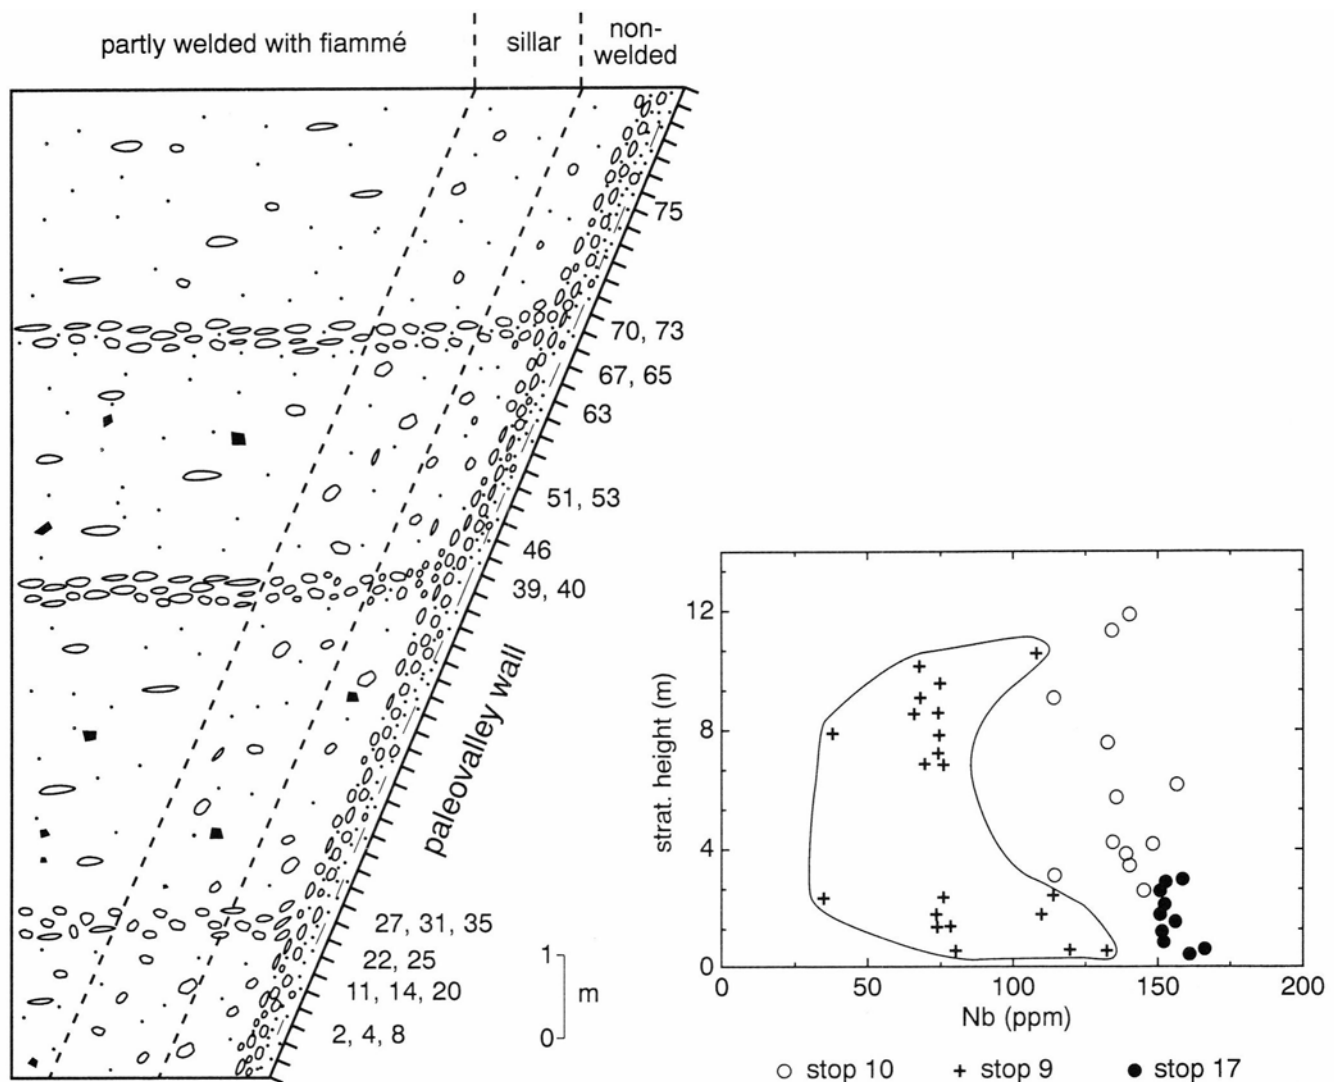 partly welded with fiammé
sillar
non-
welded
75
70, 73
67, 65
63
51, 53
46
39, 40
paleovalley wall
27, 31, 35
22, 25
11, 14, 20
2, 4, 8
1
m
0
strat. height (m)
12
8
4
0
0
50
100
150
200
Nb (ppm)
stop 10
stop 9
stop 17